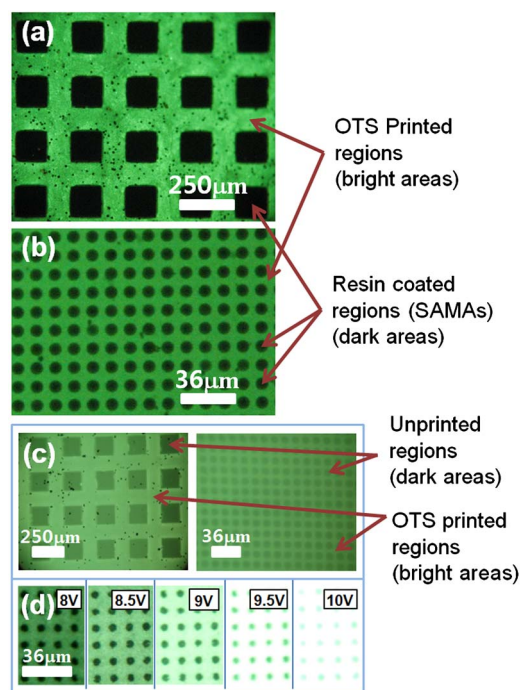 (a)
250μm
OTS Printed
regions
(bright areas)
(b)
36μm
Resin coated
regions (SAMAs)
(dark areas)
(c)
250μm
36μm
Unprinted
regions
(dark areas)
OTS printed
regions
(bright areas)
(d)
8V
8.5V
9V
9.5V
10V
36μm